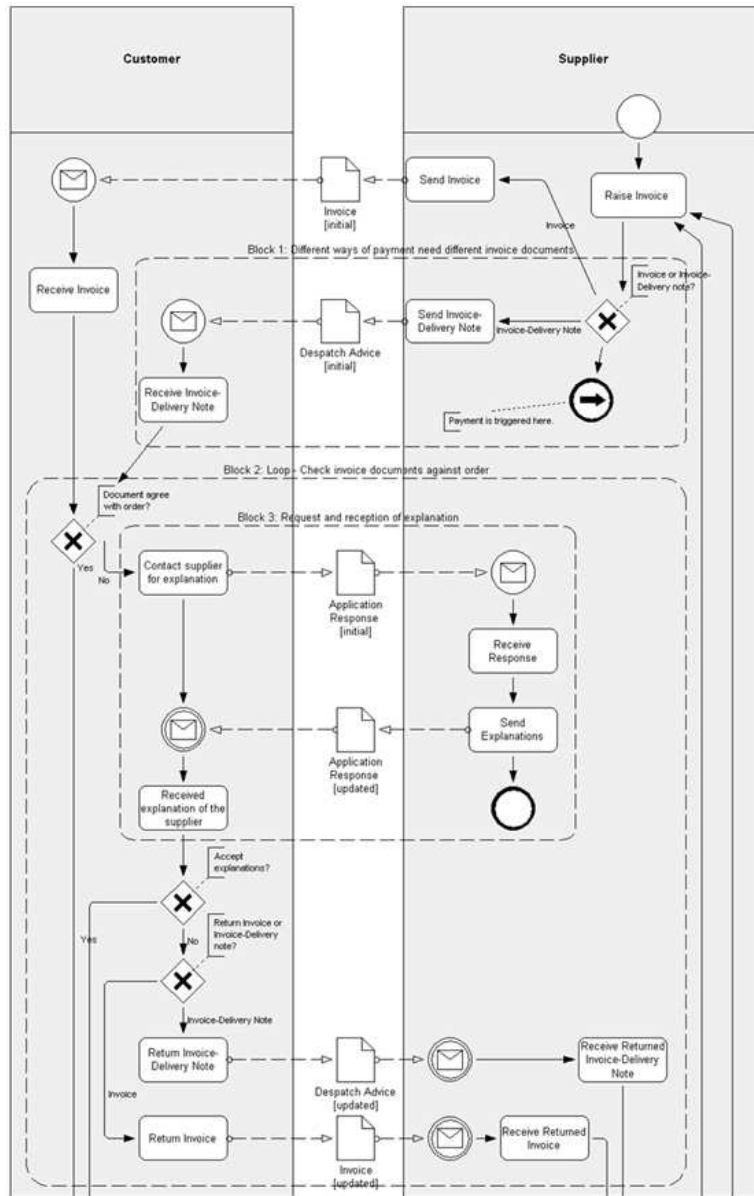 Customer
Supplier
Send Invoice
Raise Invoice
Invoice
[initial]
Invoice
Block 1: Different ways of payment need different invoice documents
Receive Invoice
Invoice or Invoice-
Delivery note?
Send Invoice-
Delivery Note
Invoice-Delivery Note
Despatch Advice
[initial]
Receive Invoice-
Delivery Note
Payment is triggered here.
Block 2: Loop - Check invoice documents against order
Document agree
with order?
Block 3: Request and reception of explanation
Yes
No
Contact supplier
for explanation
Application
Response
[initial]
Receive
Response
Send
Explanations
Application
Response
[updated]
Received
explanation of the
supplier
Accept
explanations?
Yes
No
Return Invoice or
Invoice-Delivery
note?
Invoice-Delivery Note
Return Invoice-
Delivery Note
Despatch Advice
[updated]
Receive Returned
Invoice-Delivery
Note
Invoice
Return Invoice
Invoice
[updated]
Receive Returned
Invoice